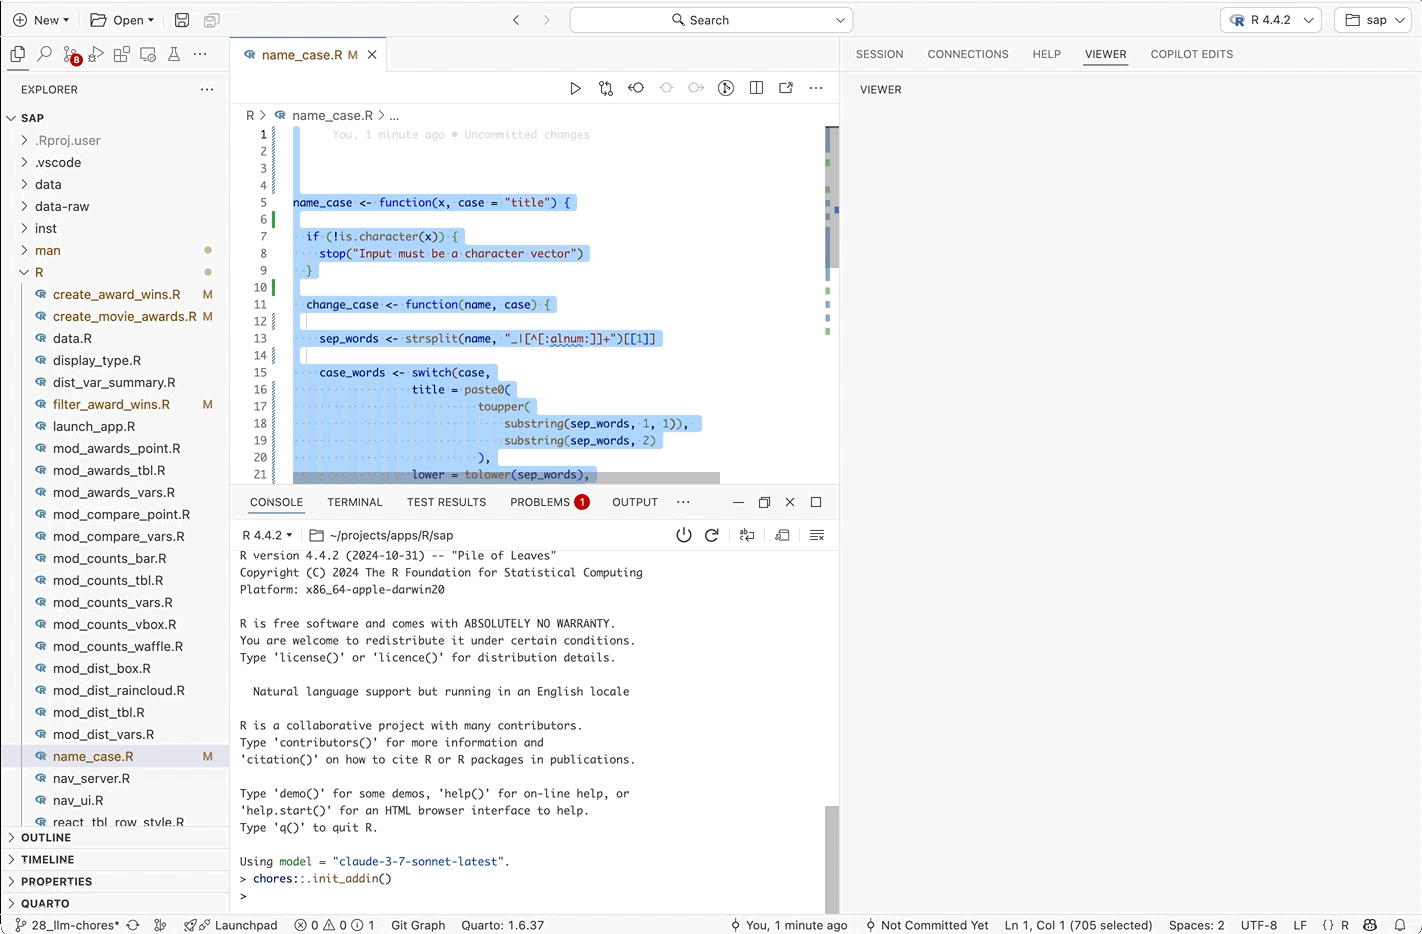 New Open Search R 4.4.2 sap
8
name_case.R M
SESSION CONNECTIONS HELP VIEWER COPILOT EDITS
EXPLORER
VIEWER
SAP
.Rproj.user
.vscode
data
data-raw
inst
man
R
create_award_wins.R M
create_movie_awards.R M
data.R
display_type.R
dist_var_summary.R
filter_award_wins.R M
launch_app.R
mod_awards_point.R
mod_awards_tbl.R
mod_awards_vars.R
mod_compare_point.R
mod_compare_vars.R
mod_counts_bar.R
mod_counts_tbl.R
mod_counts_vars.R
mod_counts_vbox.R
mod_counts_waffle.R
mod_dist_box.R
mod_dist_raincloud.R
mod_dist_tbl.R
mod_dist_vars.R
name_case.R M
nav_server.R
nav_ui.R
react_tbl_row_style.R
OUTLINE
TIMELINE
PROPERTIES
QUARTO
R > name_case.R > ...
1 You, 1 minute ago • Uncommitted changes
2
3
4
5 name_case <- function(x, case = "title") {
6
7 if (!is.character(x)) {
8 stop("Input must be a character vector")
9 }
10
11 change_case <- function(name, case) {
12
13 sep_words <- strsplit(name, "_|[^[:alnum:]]+")[[1]]
14
15 case_words <- switch(case,
16 title = paste0(
17 toupper(
18 substring(sep_words, 1, 1)),
19 substring(sep_words, 2)
20 ),
21 lower = tolower(sep_words),
CONSOLE TERMINAL TEST RESULTS PROBLEMS 1 OUTPUT
R 4.4.2 ~/projects/apps/R/sap
R version 4.4.2 (2024-10-31) -- "Pile of Leaves"
Copyright (C) 2024 The R Foundation for Statistical Computing
Platform: x86_64-apple-darwin20
R is free software and comes with ABSOLUTELY NO WARRANTY.
You are welcome to redistribute it under certain conditions.
Type 'license()' or 'licence()' for distribution details.
Natural language support but running in an English locale
R is a collaborative project with many contributors.
Type 'contributors()' for more information and
'citation()' on how to cite R or R packages in publications.
Type 'demo()' for some demos, 'help()' for on-line help, or
'help.start()' for an HTML browser interface to help.
Type 'q()' to quit R.
Using model = "claude-3-7-sonnet-latest".
> chores:::.init_addin()
>
28_llm-chores* Launchpad 0 0 1 Git Graph Quarto: 1.6.37 You, 1 minute ago Not Committed Yet Ln 1, Col 1 (705 selected) Spaces: 2 UTF-8 LF {} R